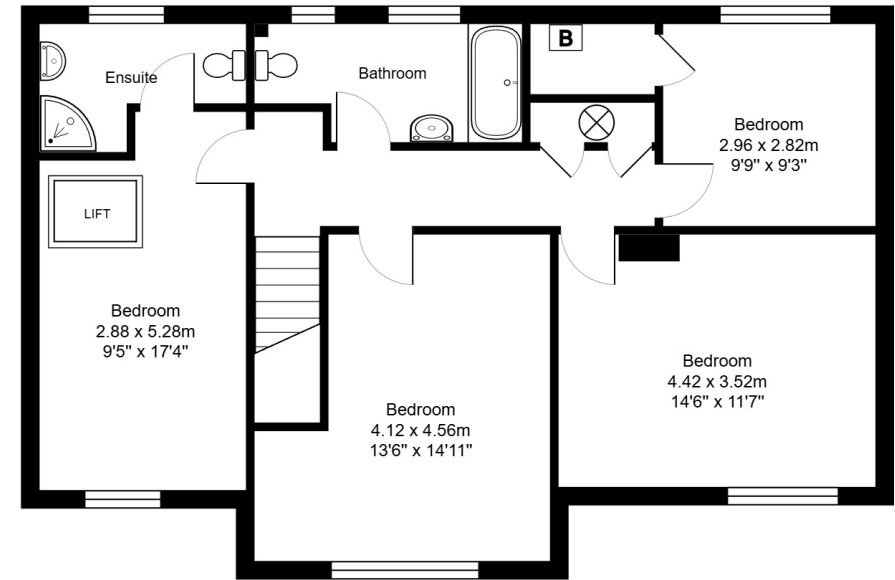 Ensuite
Bathroom
B
Bedroom
2.96 x 2.82m
9'9" x 9'3"
LIFT
Bedroom
2.88 x 5.28m
9'5" x 17'4"
Bedroom
4.12 x 4.56m
13'6" x 14'11"
Bedroom
4.42 x 3.52m
14'6" x 11'7"